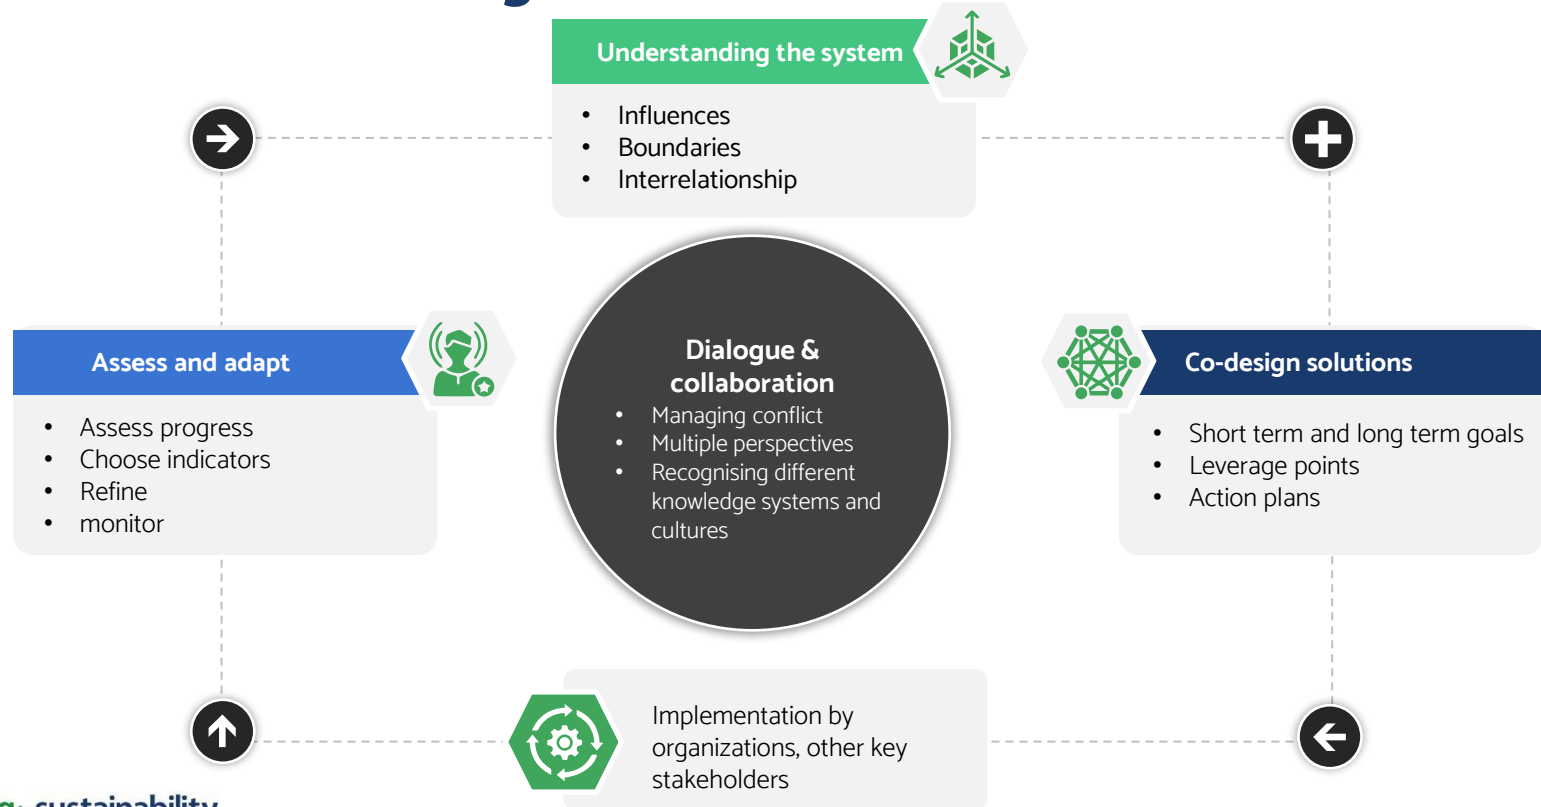 Understanding the system
• Influences
• Boundaries
• Interrelationship
Assess and adapt
• Assess progress
• Choose indicators
• Refine
• monitor
Dialogue &
collaboration
• Managing conflict
• Multiple perspectives
• Recognising different
knowledge systems and
cultures
Co-design solutions
• Short term and long term goals
• Leverage points
• Action plans
Implementation by
organizations, other key
stakeholders
sustainability